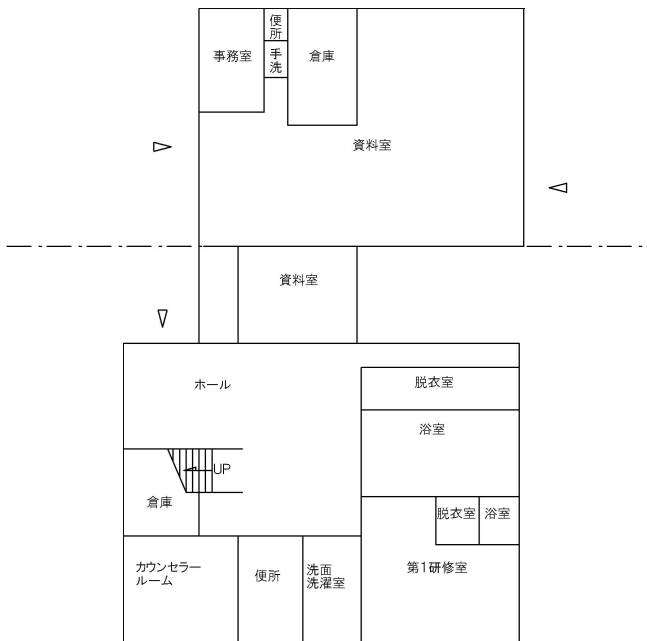 便所
事務室
手洗
倉庫
資料室
資料室
ホール
脱衣室
浴室
UP
倉庫
脱衣室
浴室
カウンセラー
ルーム
便所
洗面
洗濯室
第1研修室